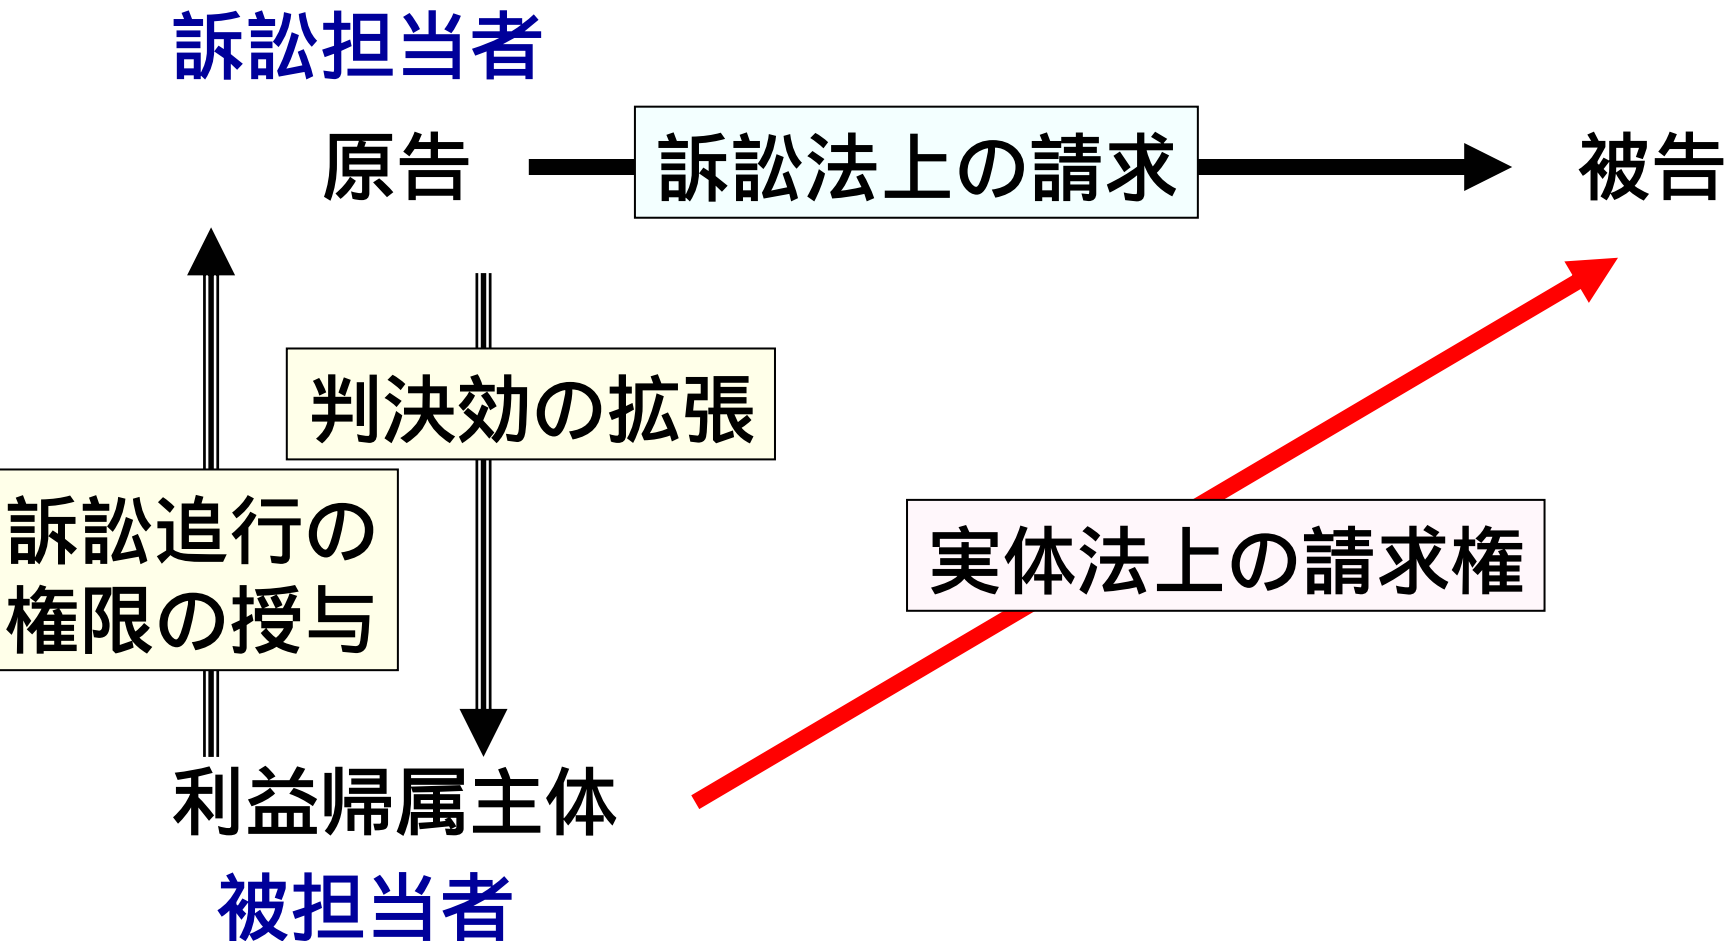 訴訟担当者
原告
訴訟法上の請求
被告
判決効の拡張
訴訟追行の
権限の授与
実体法上の請求権
利益帰属主体
被担当者